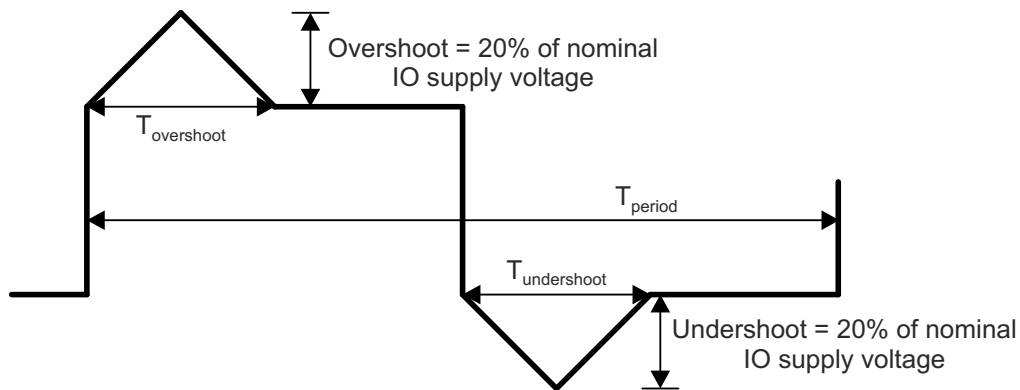 Overshoot = 20% of nominal
IO supply voltage
Tovershoot
Tperiod
Tundershoot
Undershoot = 20% of nominal
IO supply voltage